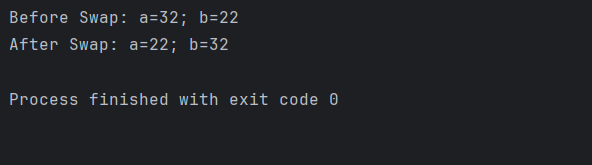 Before Swap: a=32; b=22
After Swap: a=22; b=32
Process finished with exit code 0